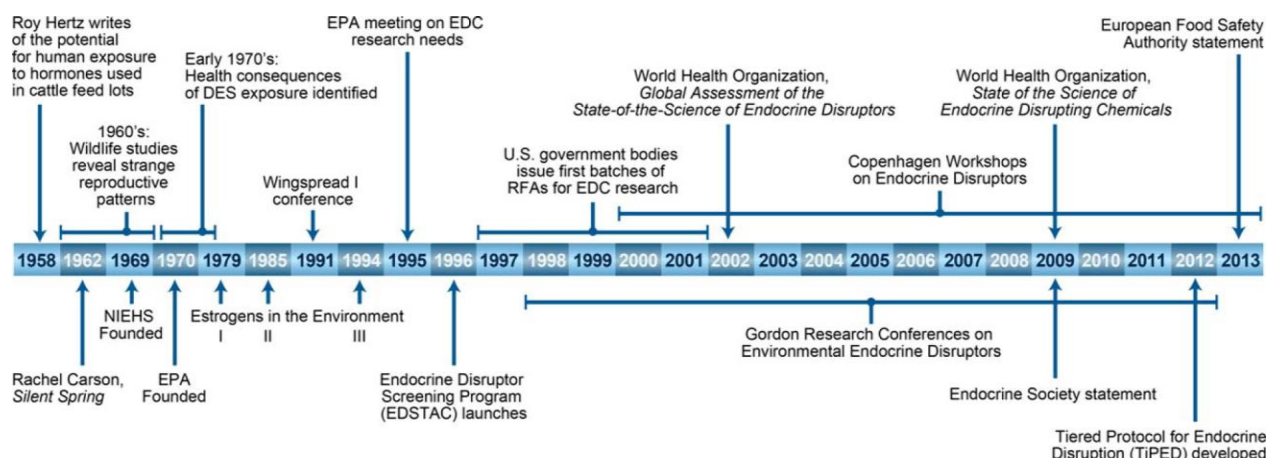 Roy Hertz writes
of the potential
for human exposure
to hormones used
in cattle feed lots
1960's:
Wildlife studies
reveal strange
reproductive
patterns
Early 1970's:
Health consequences
of DES exposure identified
Wingspread I
conference
EPA meeting on EDC
research needs
U.S. government bodies
issue first batches of
RFAs for EDC research
World Health Organization,
Global Assessment of the
State-of-the-Science of Endocrine Disruptors
Copenhagen Workshops
on Endocrine Disruptors
World Health Organization,
State of the Science of
Endocrine Disrupting Chemicals
European Food Safety
Authority statement
1958 1962 1969 1970 1979 1985 1991 1994 1995 1996 1997 1998 1999 2000 2001 2002 2003 2004 2005 2006 2007 2008 2009 2010 2011 2012 2013
Rachel Carson,
Silent Spring
NIEHS
Founded
EPA
Founded
Estrogens in the Environment
I II III
Endocrine Disruptor
Screening Program
(EDSTAC) launches
Gordon Research Conferences on
Environmental Endocrine Disruptors
Endocrine Society statement
Tiered Protocol for Endocrine
Disruption (TiPED) developed